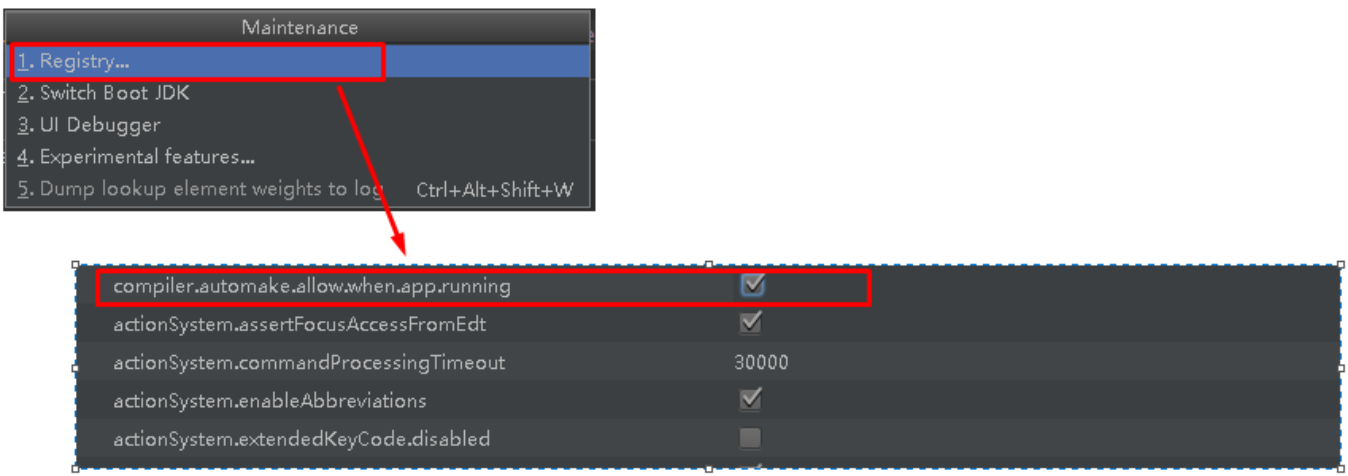 Maintenance
1. Registry...
2. Switch Boot JDK
3. UI Debugger
4. Experimental features...
5. Dump lookup element weights to log Ctrl+Alt+Shift+W
compiler.automake.allow.when.app.running
actionSystem.assertFocusAccessFromEdt
actionSystem.commandProcessingTimeout 30000
actionSystem.enableAbbreviations
actionSystem.extendedKeyCode.disabled